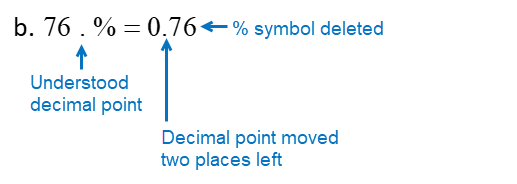 b. 76 . % = 0.76 % symbol deleted
Understood
decimal point
Decimal point moved
two places left